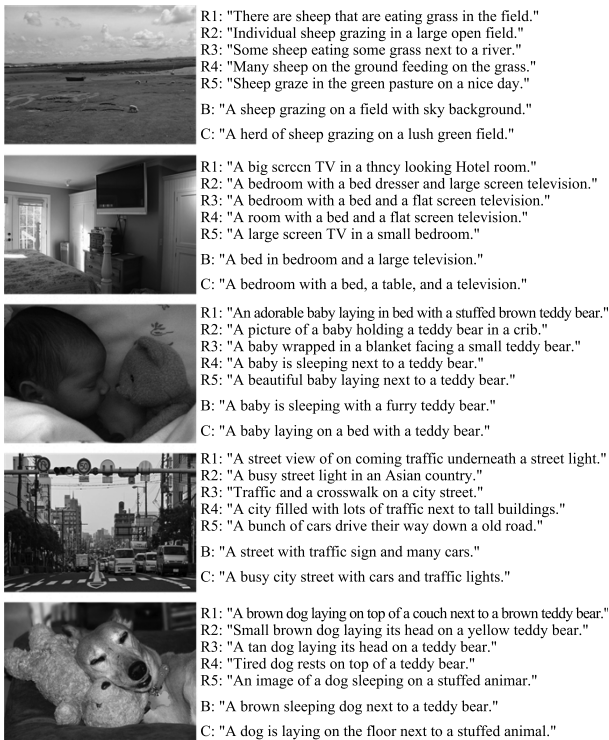 R1: "There are sheep that are eating grass in the field."
R2: "Individual sheep grazing in a large open field."
R3: "Some sheep eating some grass next to a river."
R4: "Many sheep on the ground feeding on the grass."
R5: "Sheep graze in the green pasture on a nice day."
B: "A sheep grazing on a field with sky background."
C: "A herd of sheep grazing on a lush green field."
R1: "A big scrccn TV in a thncy looking Hotel room."
R2: "A bedroom with a bed dresser and large screen television."
R3: "A bedroom with a bed and a flat screen television."
R4: "A room with a bed and a flat screen television."
R5: "A large screen TV in a small bedroom."
B: "A bed in bedroom and a large television."
C: "A bedroom with a bed, a table, and a television."
R1: "An adorable baby laying in bed with a stuffed brown teddy bear."
R2: "A picture of a baby holding a teddy bear in a crib."
R3: "A baby wrapped in a blanket facing a small teddy bear."
R4: "A baby is sleeping next to a teddy bear."
R5: "A beautiful baby laying next to a teddy bear."
B: "A baby is sleeping with a furry teddy bear."
C: "A baby laying on a bed with a teddy bear."
R1: "A street view of on coming traffic underneath a street light."
R2: "A busy street light in an Asian country."
R3: "Traffic and a crosswalk on a city street."
R4: "A city filled with lots of traffic next to tall buildings."
R5: "A bunch of cars drive their way down a old road."
B: "A street with traffic sign and many cars."
C: "A busy city street with cars and traffic lights."
R1: "A brown dog laying on top of a couch next to a brown teddy bear."
R2: "Small brown dog laying its head on a yellow teddy bear."
R3: "A tan dog laying its head on a teddy bear."
R4: "Tired dog rests on top of a teddy bear."
R5: "An image of a dog sleeping on a stuffed animar."
B: "A brown sleeping dog next to a teddy bear."
C: "A dog is laying on the floor next to a stuffed animal."